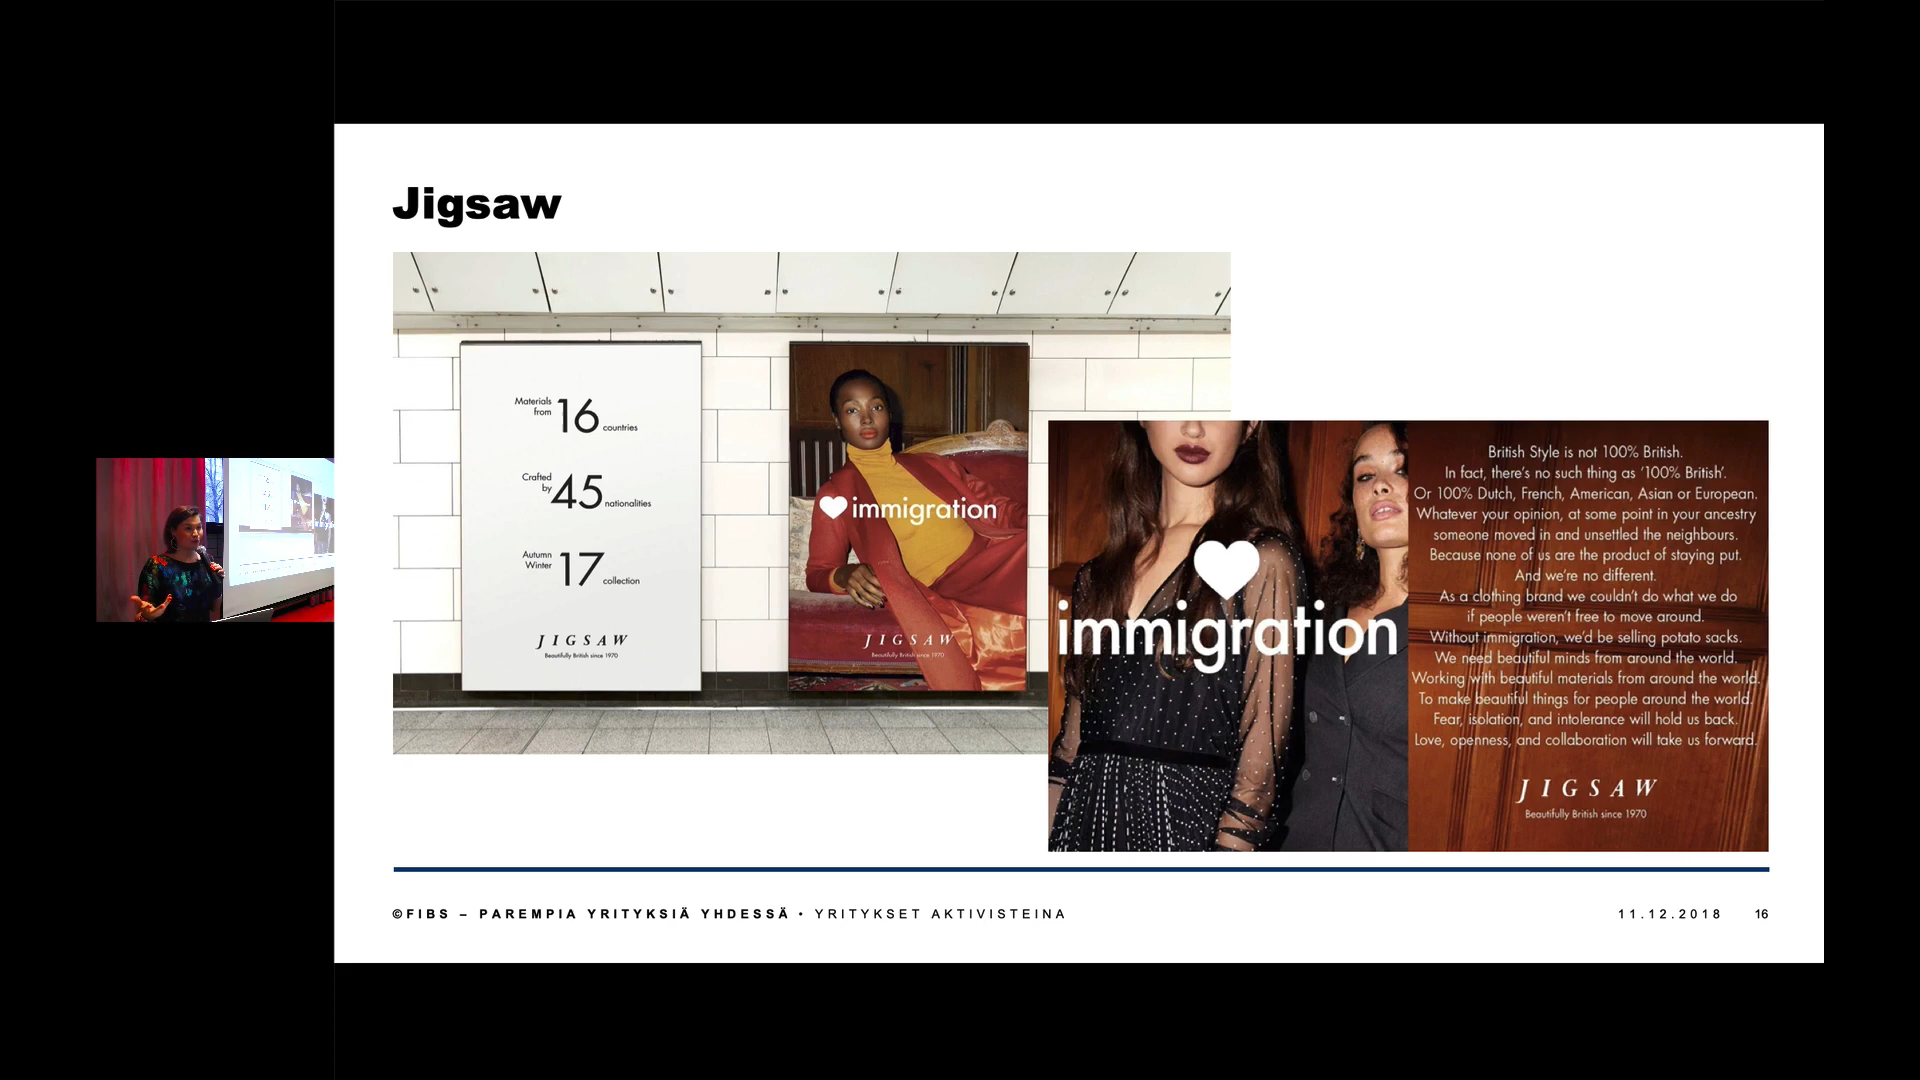 Jigsaw
Materials
from 16 countries
Crafted
by 45 nationalities
Autumn
Winter 17 collection
JIGSAW
Beautifully British since 1970
immigration
JIGSAW
Beautifully British since 1970
immigration
British Style is not 100% British.
In fact, there's no such thing as '100% British'.
Or 100% Dutch, French, American, Asian or European.
Whatever your opinion, at some point in your ancestry
someone moved in and unsettled the neighbours.
Because none of us are the product of staying put.
And we're no different.
As a clothing brand we couldn't do what we do
if people weren't free to move around.
Without immigration, we'd be selling potato sacks.
We need beautiful minds from around the world.
Working with beautiful materials from around the world.
To make beautiful things for people around the world.
Fear, isolation, and intolerance will hold us back.
Love, openness, and collaboration will take us forward.
JIGSAW
Beautifully British since 1970
©FIBS – PAREMPIA YRITYKSIÄ YHDESSÄ • YRITYKSET AKTIVISTEINA
11.12.2018 16